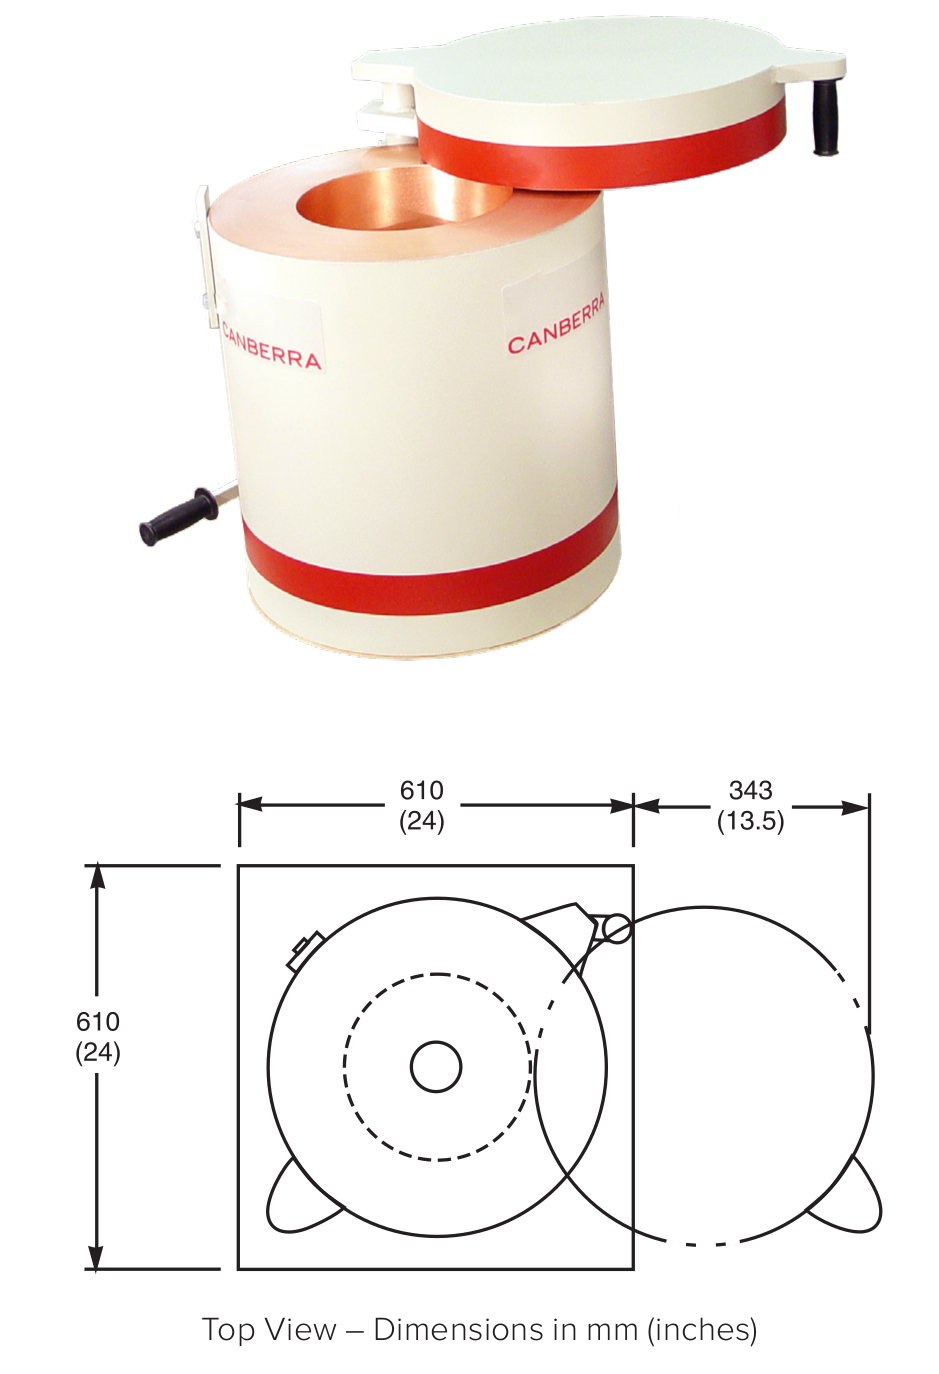 CANBERRA
CANBERRA
610
(24)
343
(13.5)
610
(24)
Top View – Dimensions in mm (inches)